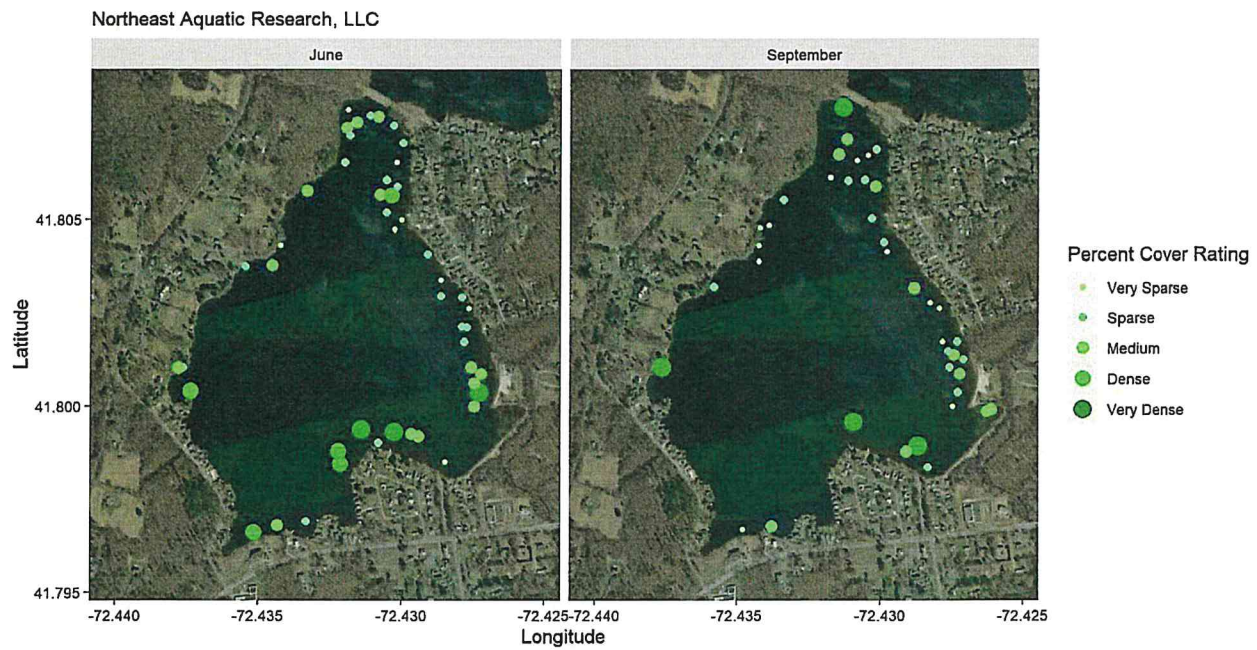 Northeast Aquatic Research, LLC
June
September
41.805
41.800
41.795
Latitude
-72.440
-72.435
-72.430
-72.425
-72.440
-72.435
-72.430
-72.425
Longitude
Percent Cover Rating
Very Sparse
Sparse
Medium
Dense
Very Dense